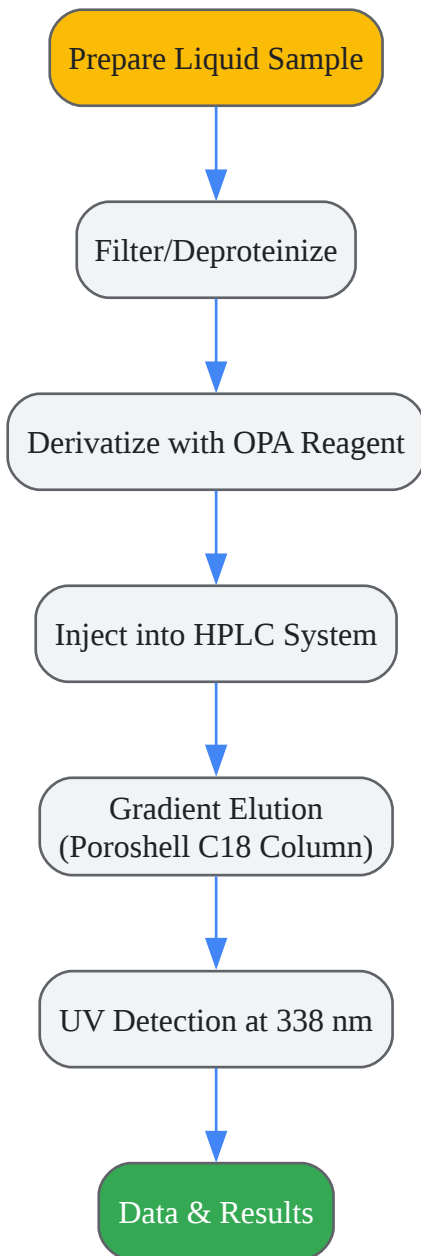 Prepare Liquid Sample
Filter/Deproteinize
Derivatize with OPA Reagent
Inject into HPLC System
Gradient Elution
(Poroshell C18 Column)
UV Detection at 338 nm
Data & Results